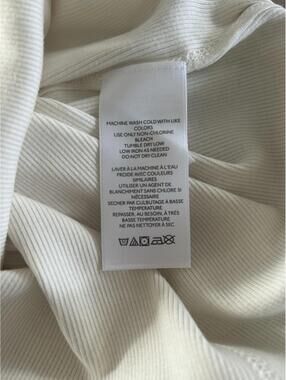 MACHINE WASH COLD WITH LIKE
COLORS
USE ONLY NON-CHLORINE
BLEACH
TUMBLE DRY LOW
LOW IRON AS NEEDED
DO NOT DRY CLEAN
LAVER À LA MACHINE À L'EAU
FROIDE AVEC COULEURS
SIMILAIRES
UTILISER UN AGENT DE
BLANCHIMENT SANS CHLORE SI
NÉCESSAIRE
SÉCHER PAR CULBUTAGE À BASSE
TEMPÉRATURE
REPASSER, AU BESOIN, À TRÈS
BASSE TEMPÉRATURE
NE PAS NETTOYER À SEC